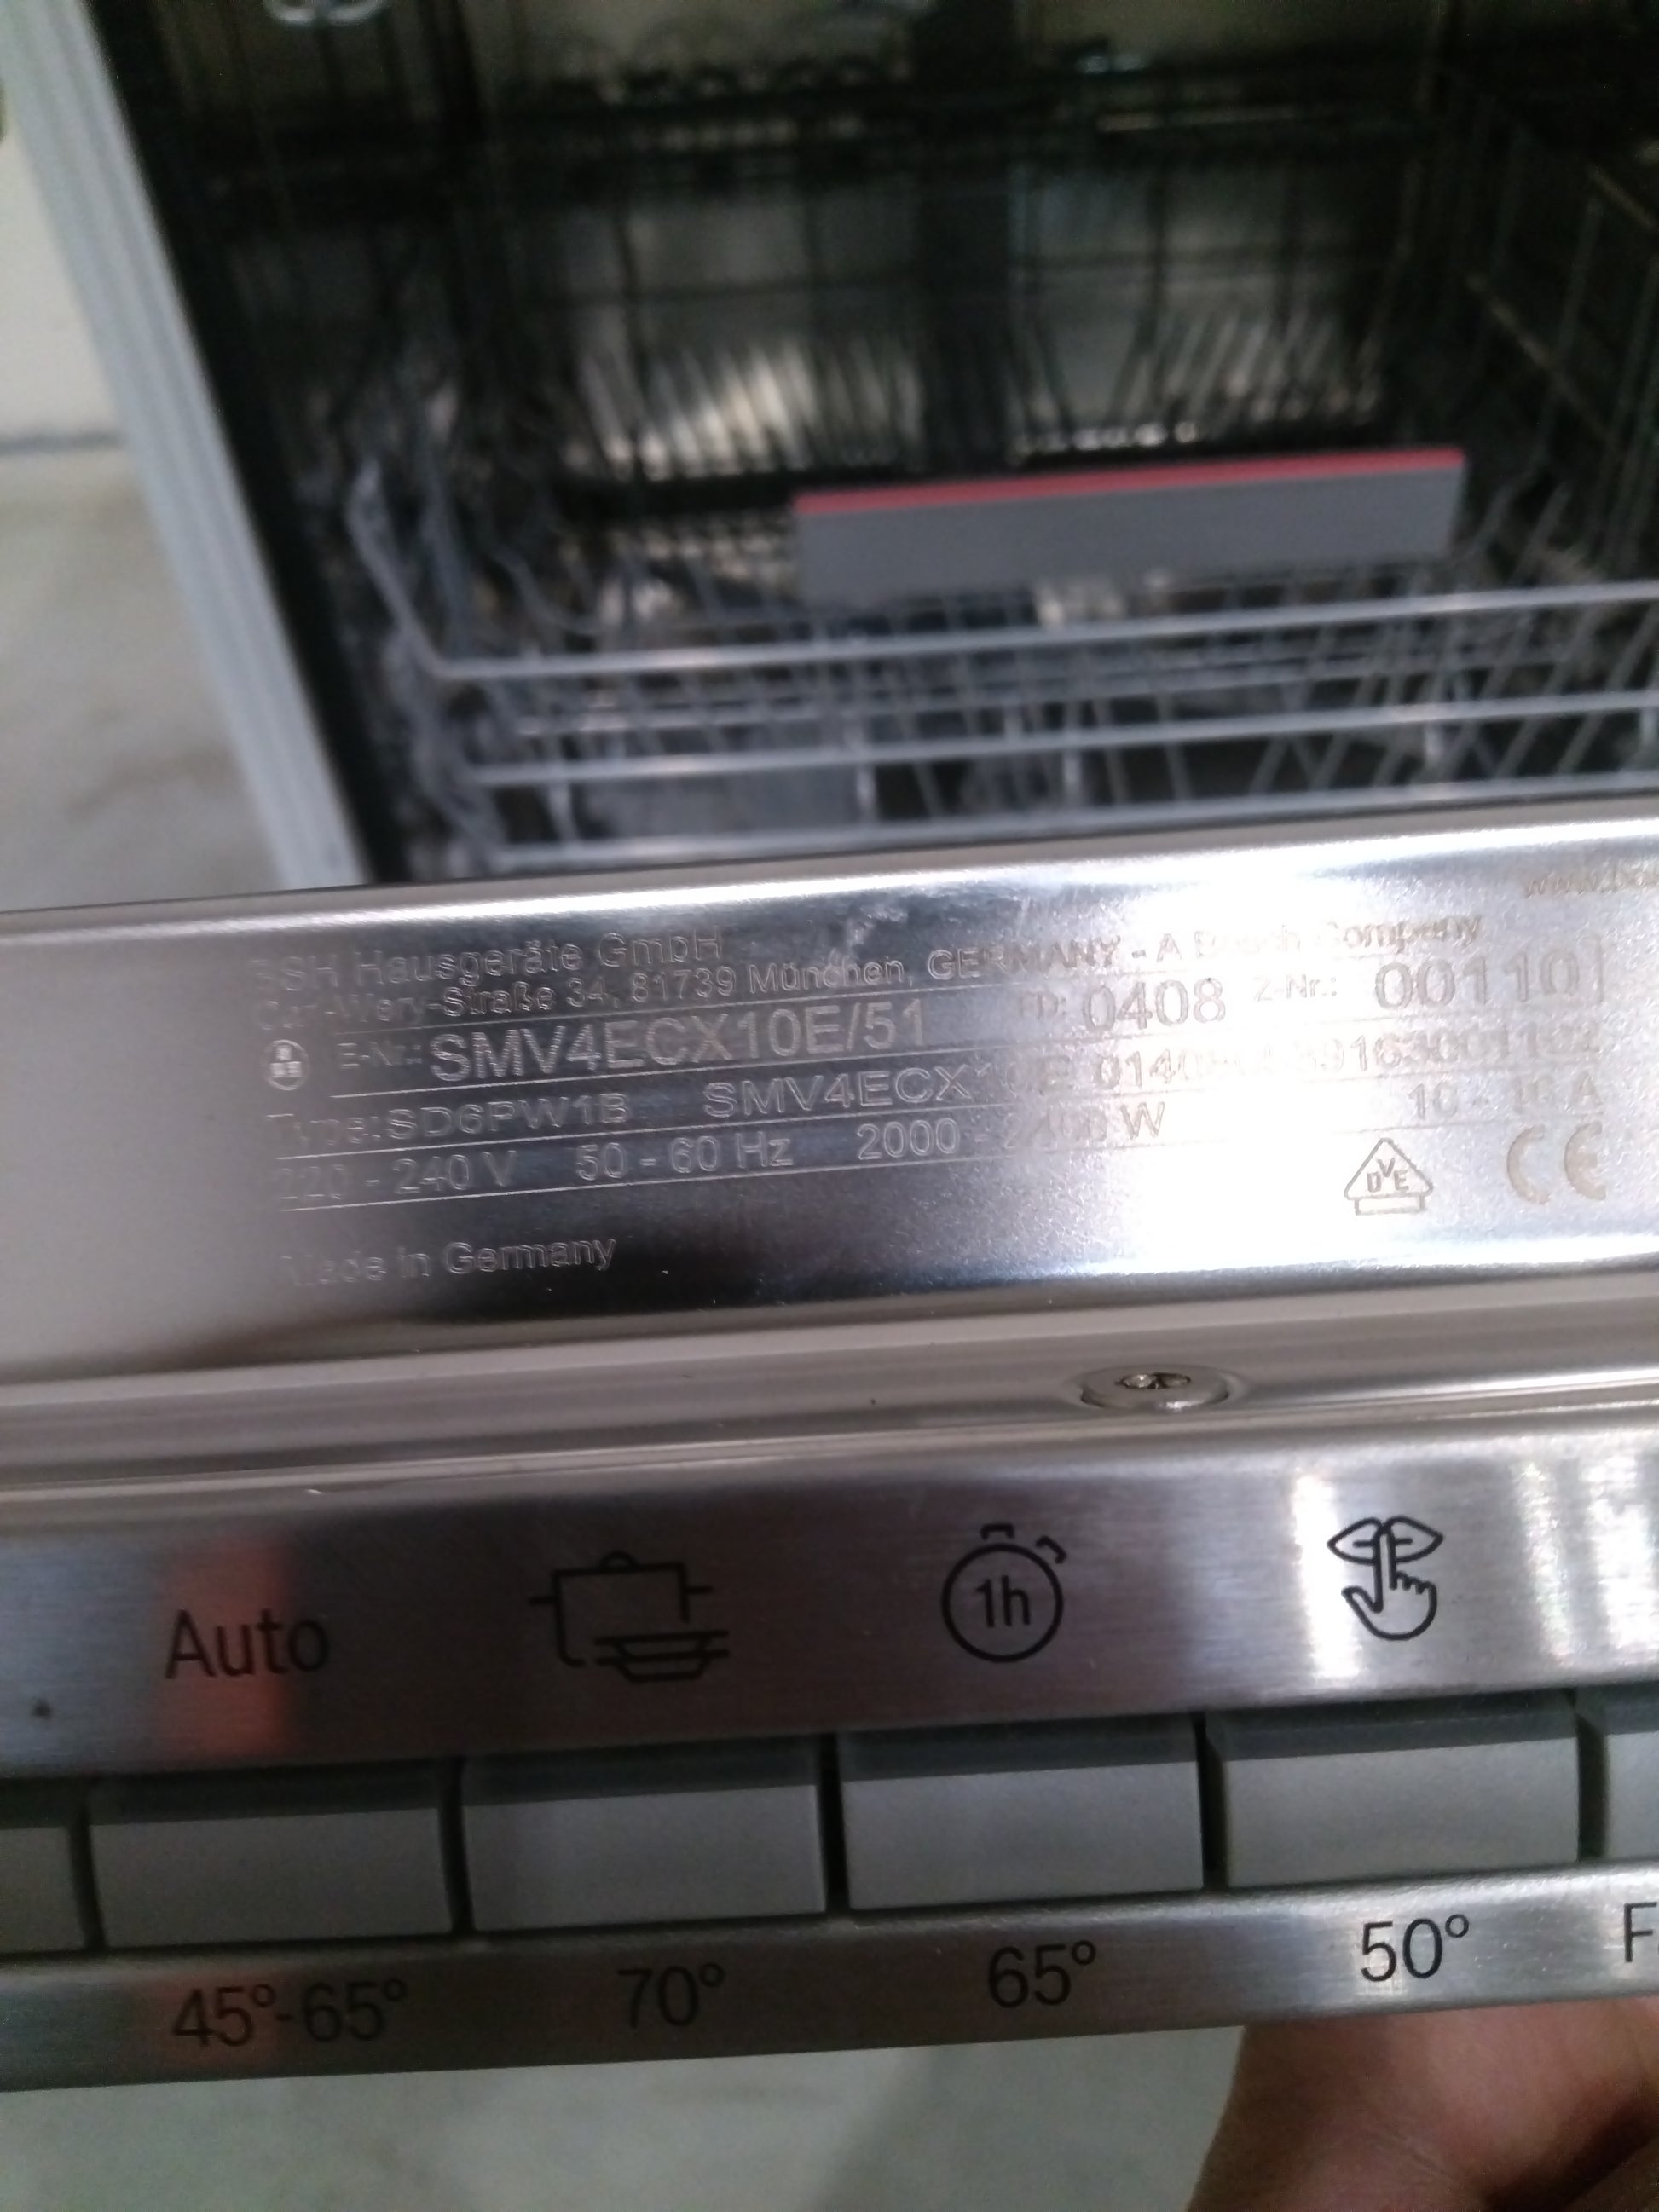 BSH Hausgeräte GmbH
Carl-Wery-Straße 34, 81739 München, GERMANY - A Bosch Company
E-Nr.: SMV4ECX10E/51 FD: 0408 Z-Nr.: 00110
Type: SD6PW1B SMV4ECX10E
220 - 240 V 50 - 60 Hz 2000 - W 10 - 16 A
DVE CE
Made in Germany
Auto 1h
45°-65° 70° 65° 50°